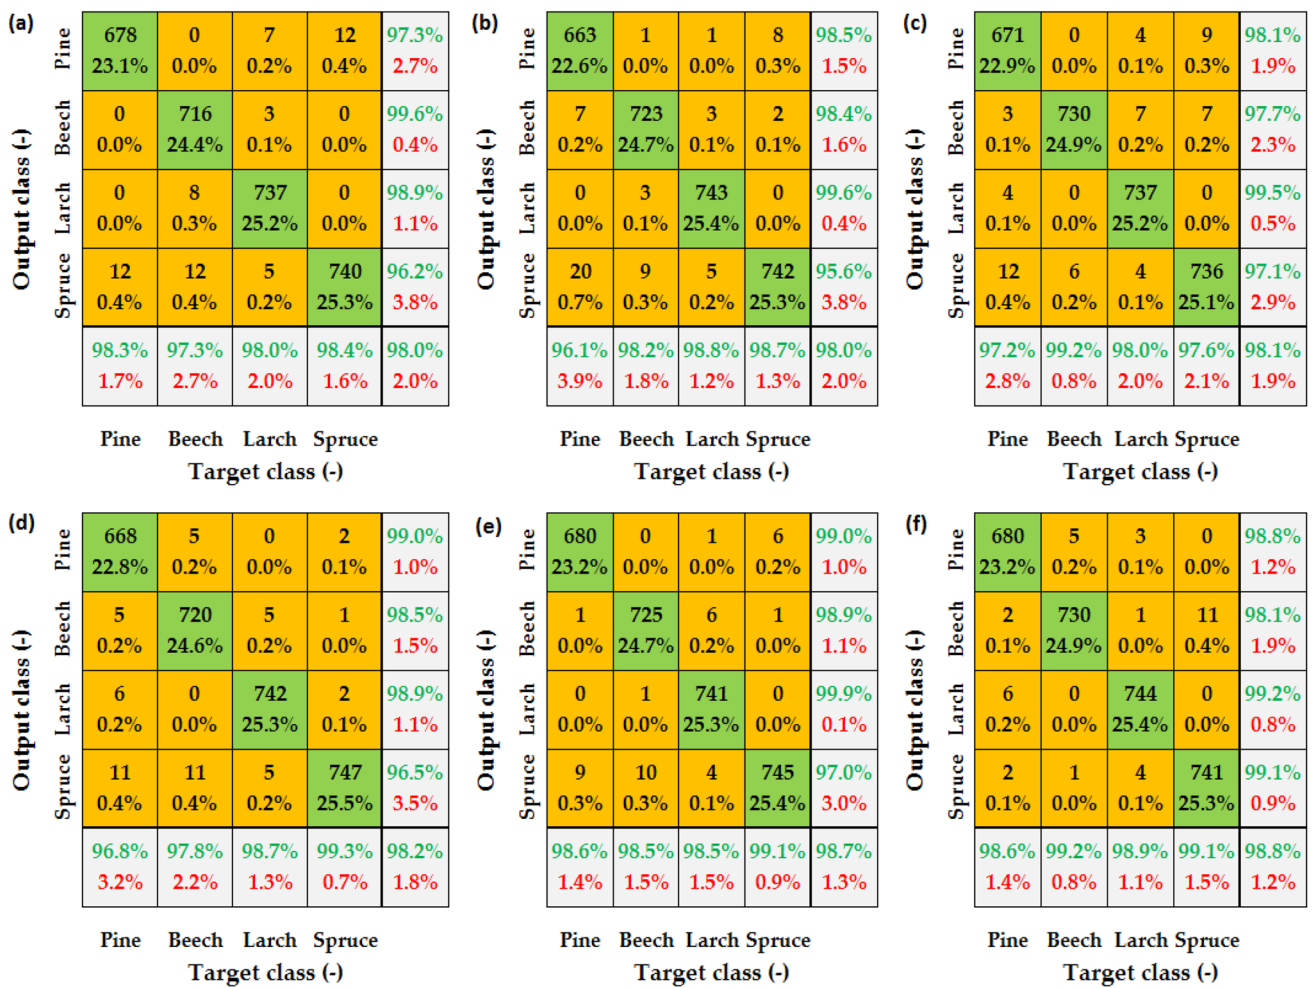 (a)
Output class (-)
Pine 678 0 7 12 97.3%
23.1% 0.0% 0.2% 0.4% 2.7%
Beech 0 716 3 0 99.6%
0.0% 24.4% 0.1% 0.0% 0.4%
Larch 0 8 737 0 98.9%
0.0% 0.3% 25.2% 0.0% 1.1%
Spruce 12 12 5 740 96.2%
0.4% 0.4% 0.2% 25.3% 3.8%
98.3% 97.3% 98.0% 98.4% 98.0%
1.7% 2.7% 2.0% 1.6% 2.0%
Pine Beech Larch Spruce
Target class (-)
(b)
Output class (-)
Pine 663 1 1 8 98.5%
22.6% 0.0% 0.0% 0.3% 1.5%
Beech 7 723 3 2 98.4%
0.2% 24.7% 0.1% 0.1% 1.6%
Larch 0 3 743 0 99.6%
0.0% 0.1% 25.4% 0.0% 0.4%
Spruce 20 9 5 742 95.6%
0.7% 0.3% 0.2% 25.3% 3.8%
96.1% 98.2% 98.8% 98.7% 98.0%
3.9% 1.8% 1.2% 1.3% 2.0%
Pine Beech Larch Spruce
Target class (-)
(c)
Output class (-)
Pine 671 0 4 9 98.1%
22.9% 0.0% 0.1% 0.3% 1.9%
Beech 3 730 7 7 97.7%
0.1% 24.9% 0.2% 0.2% 2.3%
Larch 4 0 737 0 99.5%
0.1% 0.0% 25.2% 0.0% 0.5%
Spruce 12 6 4 736 97.1%
0.4% 0.2% 0.1% 25.1% 2.9%
97.2% 99.2% 98.0% 97.6% 98.1%
2.8% 0.8% 2.0% 2.1% 1.9%
Pine Beech Larch Spruce
Target class (-)
(d)
Output class (-)
Pine 668 5 0 2 99.0%
22.8% 0.2% 0.0% 0.1% 1.0%
Beech 5 720 5 1 98.5%
0.2% 24.6% 0.2% 0.0% 1.5%
Larch 6 0 742 2 98.9%
0.2% 0.0% 25.3% 0.1% 1.1%
Spruce 11 11 5 747 96.5%
0.4% 0.4% 0.2% 25.5% 3.5%
96.8% 97.8% 98.7% 99.3% 98.2%
3.2% 2.2% 1.3% 0.7% 1.8%
Pine Beech Larch Spruce
Target class (-)
(e)
Output class (-)
Pine 680 0 1 6 99.0%
23.2% 0.0% 0.0% 0.2% 1.0%
Beech 1 725 6 1 98.9%
0.0% 24.7% 0.2% 0.0% 1.1%
Larch 0 1 741 0 99.9%
0.0% 0.0% 25.3% 0.0% 0.1%
Spruce 9 10 4 745 97.0%
0.3% 0.3% 0.1% 25.4% 3.0%
98.6% 98.5% 98.5% 99.1% 98.7%
1.4% 1.5% 1.5% 0.9% 1.3%
Pine Beech Larch Spruce
Target class (-)
(f)
Output class (-)
Pine 680 5 3 0 98.8%
23.2% 0.2% 0.1% 0.0% 1.2%
Beech 2 730 1 11 98.1%
0.1% 24.9% 0.0% 0.4% 1.9%
Larch 6 0 744 0 99.2%
0.2% 0.0% 25.4% 0.0% 0.8%
Spruce 2 1 4 741 99.1%
0.1% 0.0% 0.1% 25.3% 0.9%
98.6% 99.2% 98.9% 99.1% 98.8%
1.4% 0.8% 1.1% 1.5% 1.2%
Pine Beech Larch Spruce
Target class (-)